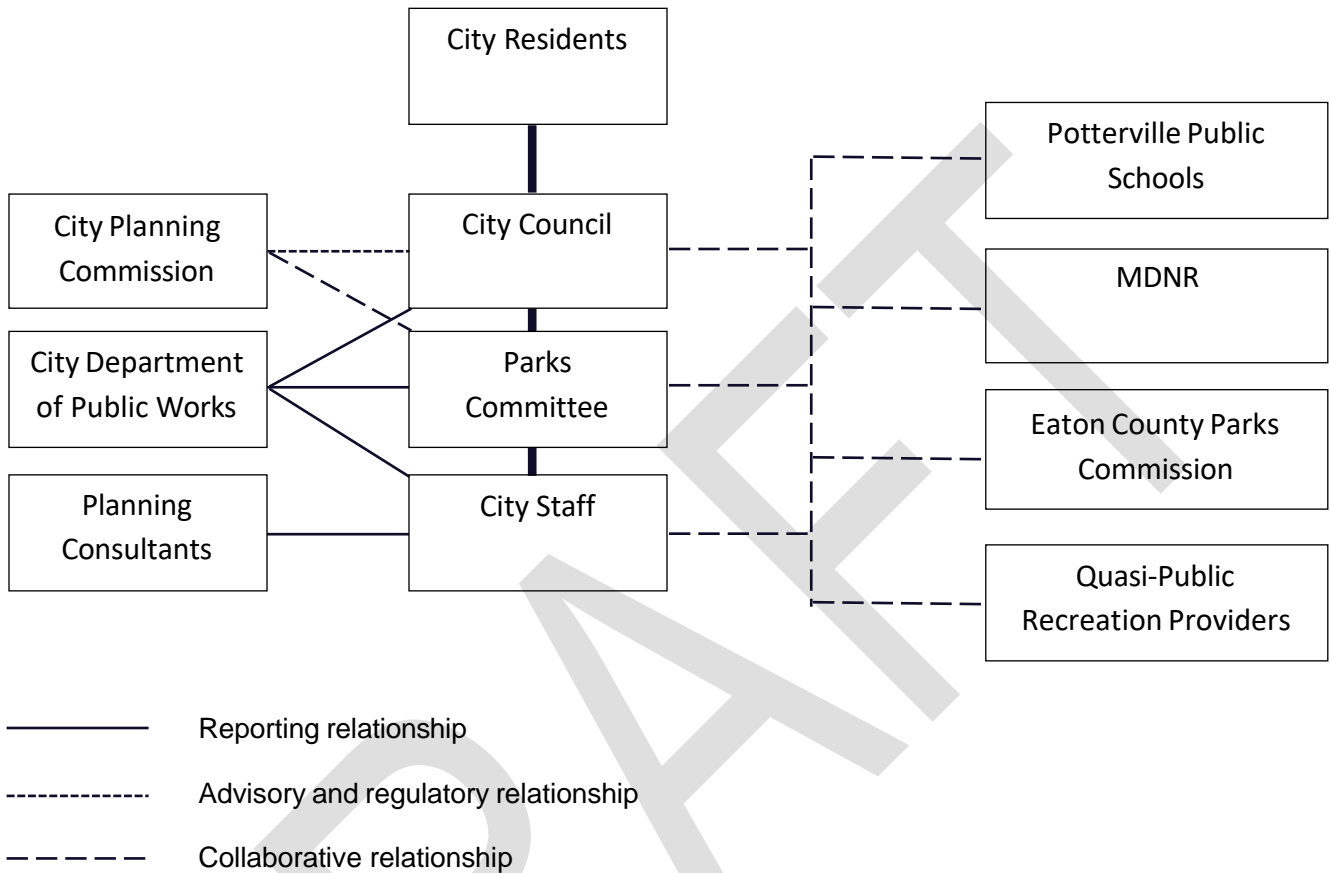 City Residents
City Council
Parks
Committee
City Staff
City Planning
Commission
City Department
of Public Works
Planning
Consultants
Potterville Public
Schools
MDNR
Eaton County Parks
Commission
Quasi-Public
Recreation Providers
Reporting relationship
Advisory and regulatory relationship
Collaborative relationship
DRAFT